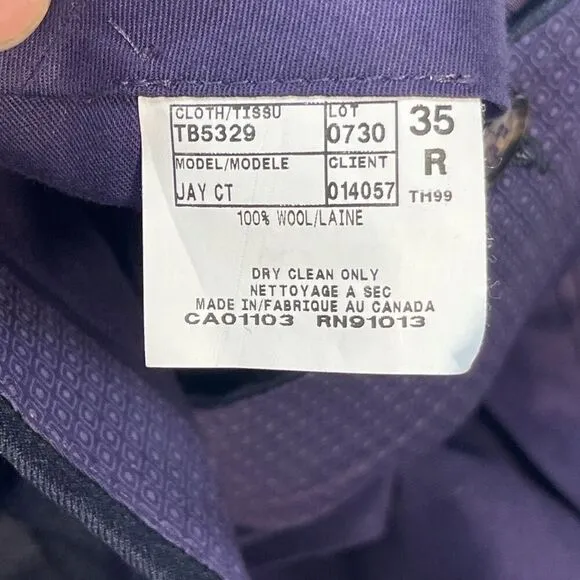 CLOTH/TISSU LOT 35
TB5329 0730
MODEL/MODELE CLIENT R
JAY CT 014057 TH99
100% WOOL/LAINE
DRY CLEAN ONLY
NETTOYAGE A SEC
MADE IN/FABRIQUE AU CANADA
CA01103 RN91013